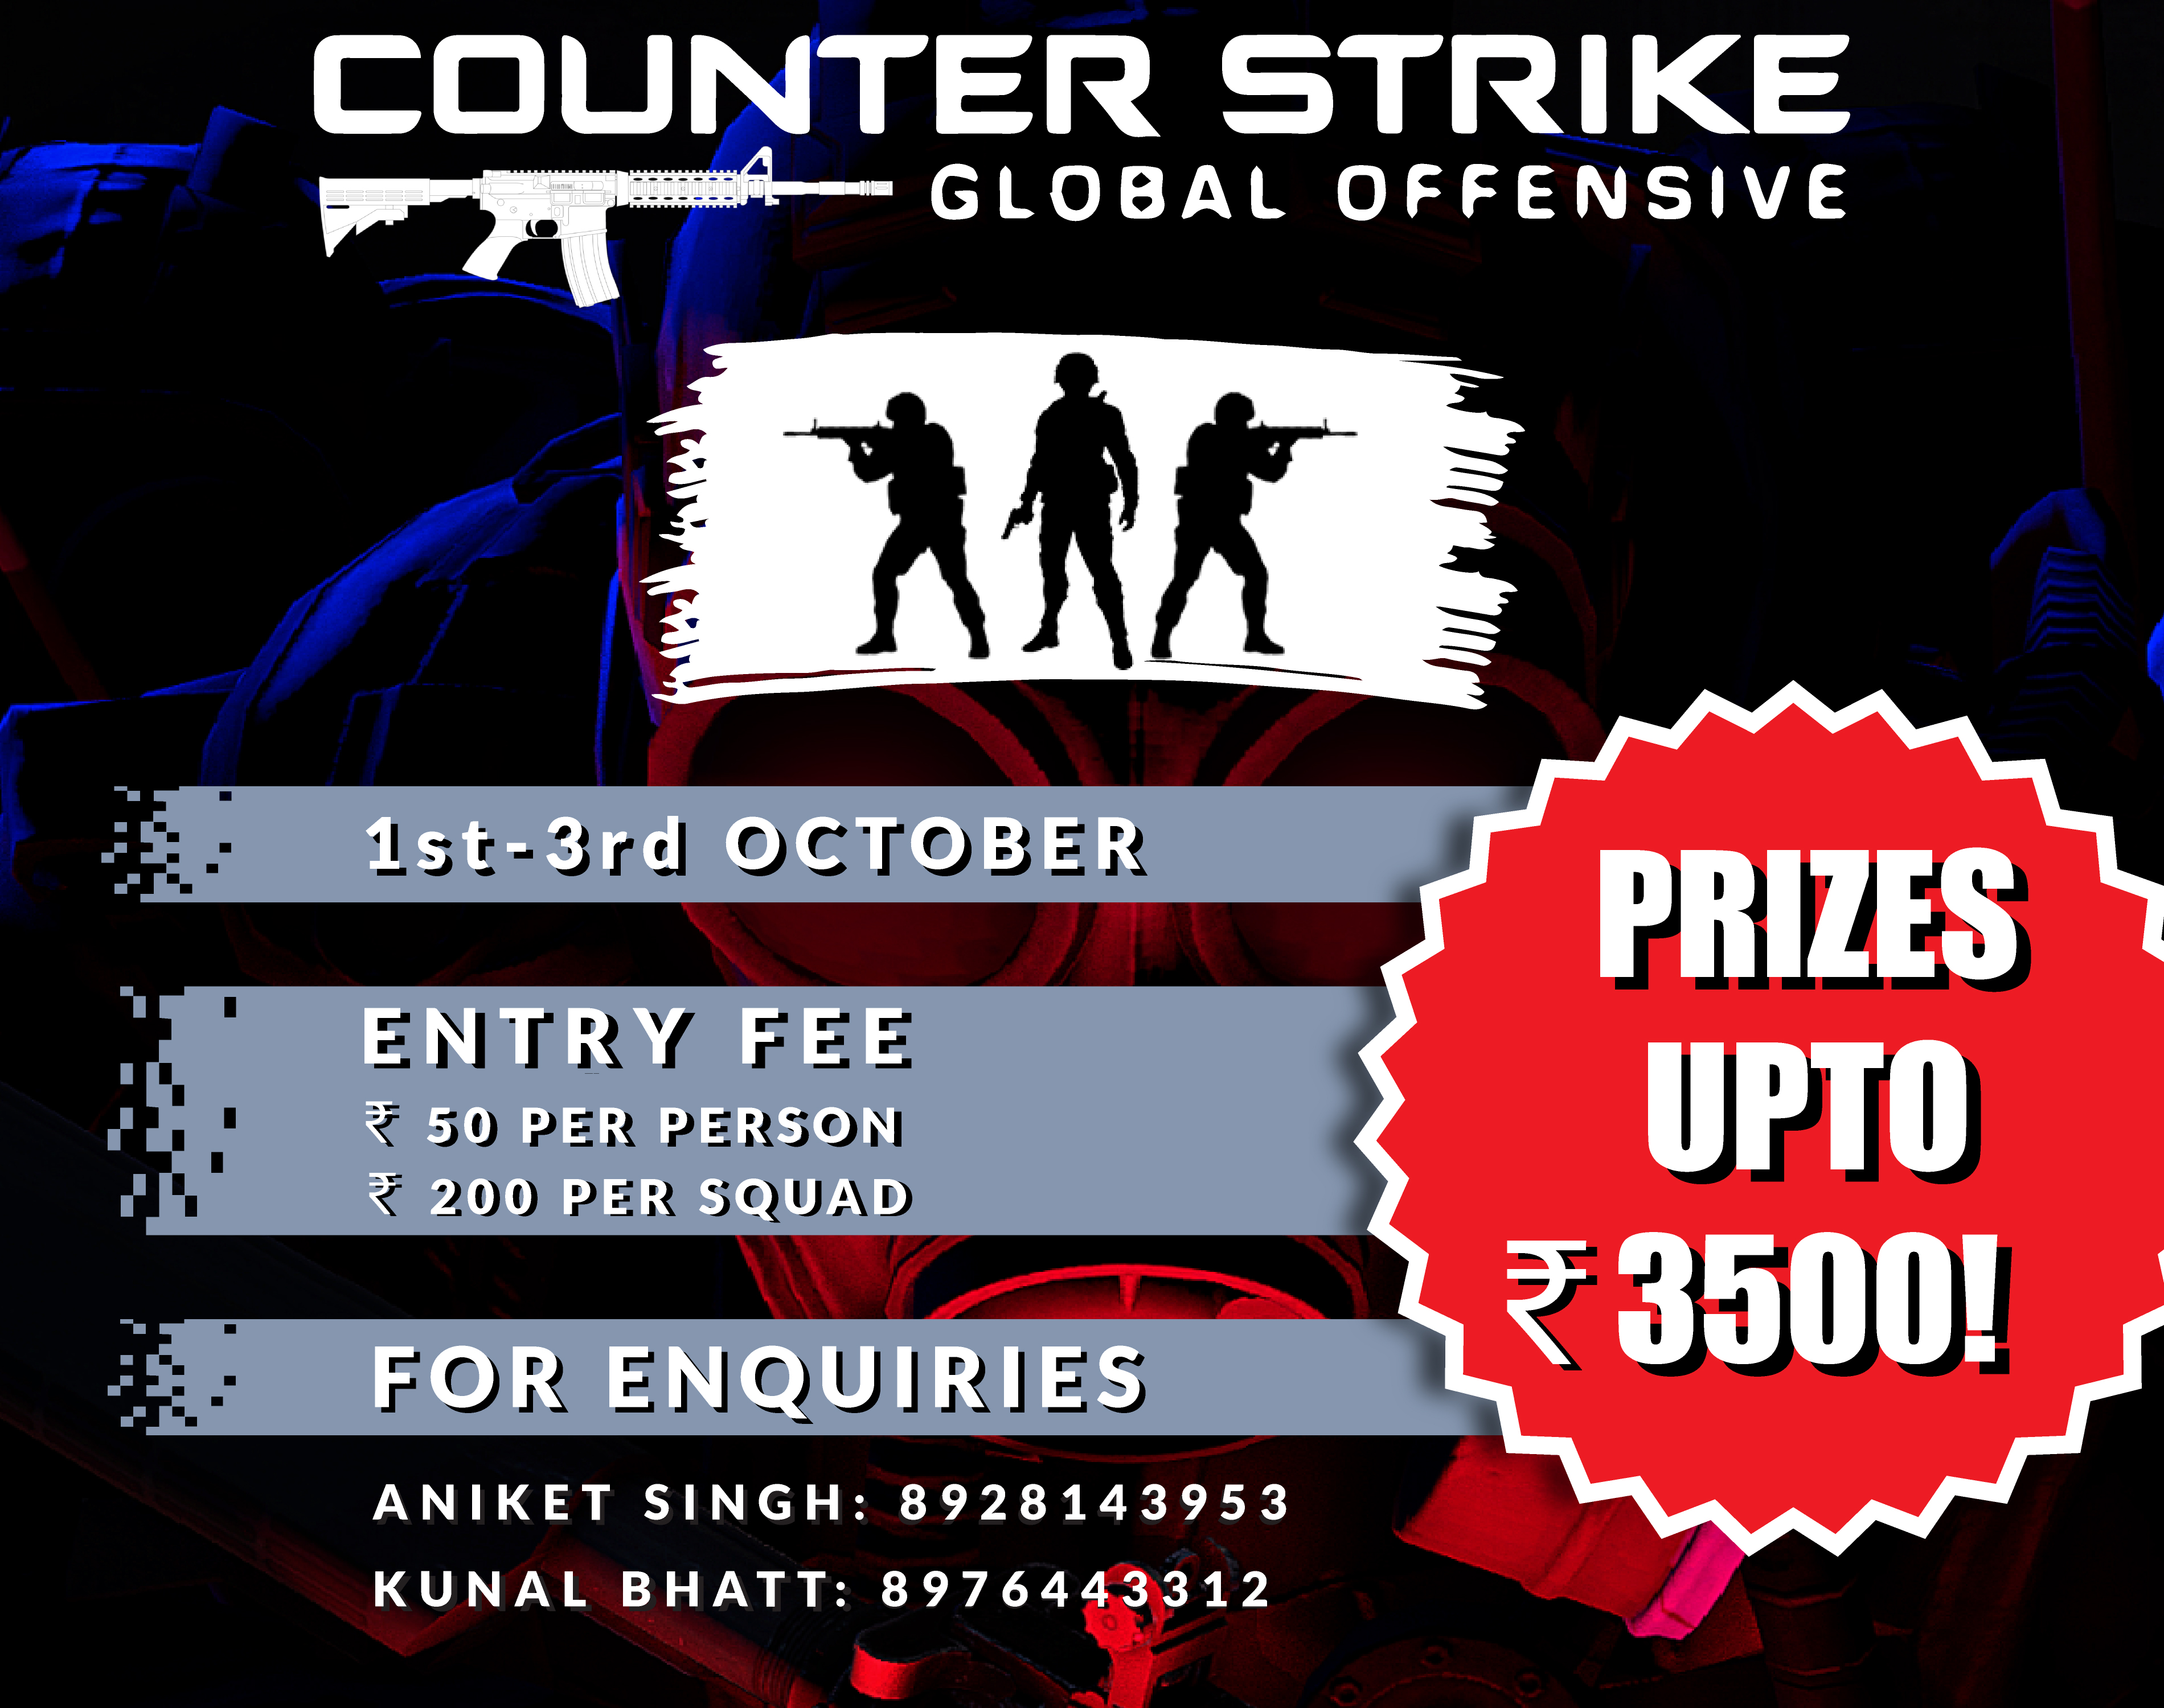 COUNTER STRIKE
GLOBAL OFFENSIVE
1st-3rd OCTOBER
ENTRY FEE
₹ 50 PER PERSON
₹ 200 PER SQUAD
PRIZES
UPTO
₹3500!
FOR ENQUIRIES
ANIKET SINGH: 8928143953
KUNAL BHATT: 8976443312